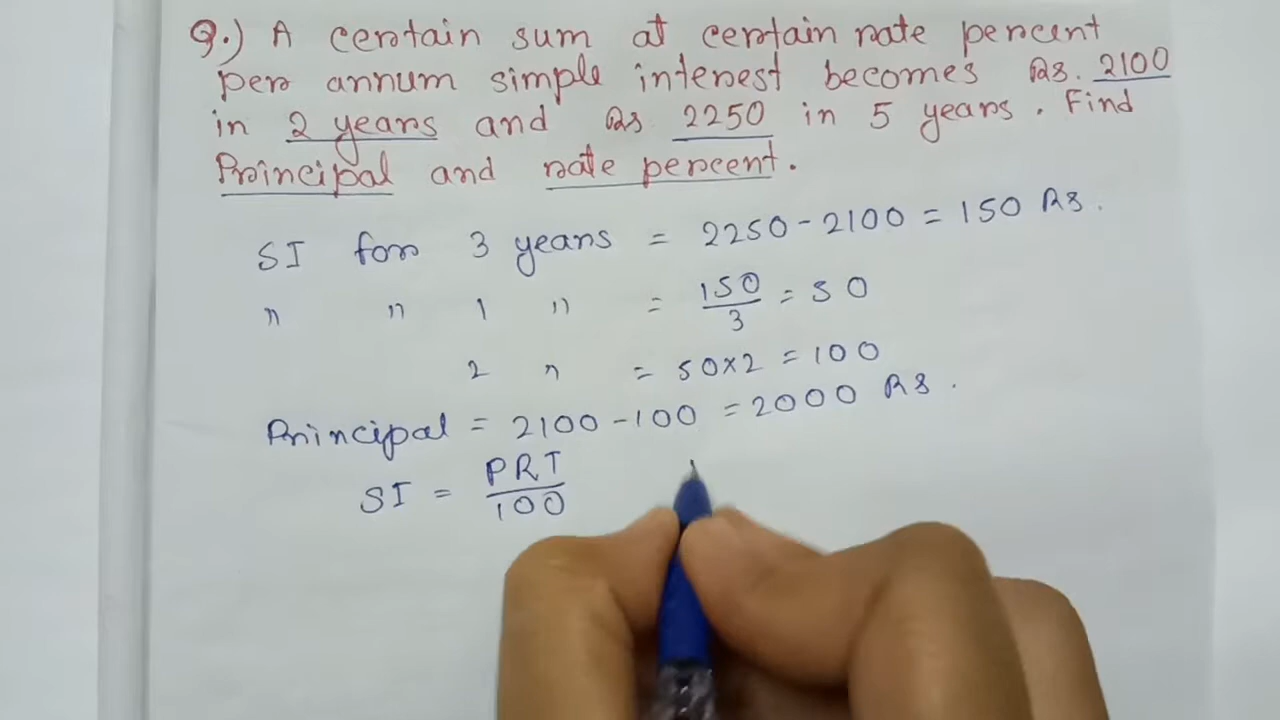 Q.) A certain sum at certain rate percent
per annum simple interest becomes Rs. 2100
in 2 years and Rs 2250 in 5 years. Find
Principal and rate percent.
SI for 3 years = 2250-2100 = 150 Rs.
" " 1 " = 150/3 = 50
2 " = 50×2 = 100
Principal = 2100-100 = 2000 Rs.
SI = PRT/100